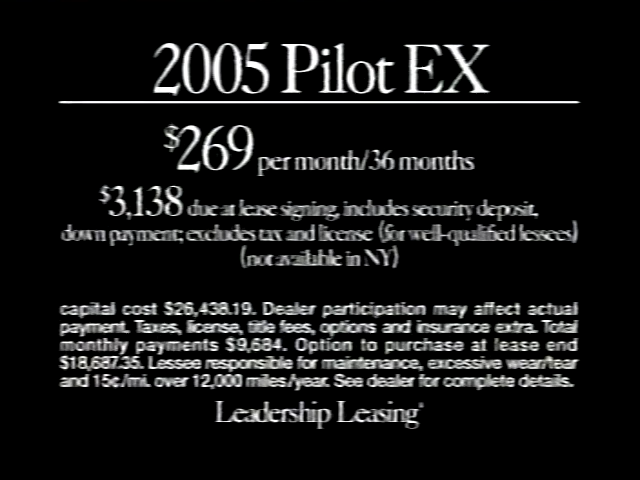 2005 Pilot EX
$269 per month/36 months
$3,138 due at lease signing, includes security deposit,
down payment; excludes tax and license (for well-qualified lessees)
(not available in NY)
capital cost $26,438.19. Dealer participation may affect actual
payment. Taxes, license, title fees, options and insurance extra. Total
monthly payments $9,684. Option to purchase at lease end
$18,687.35. Lessee responsible for maintenance, excessive wear/tear
and 15¢/mi. over 12,000 miles/year. See dealer for complete details.
Leadership Leasing